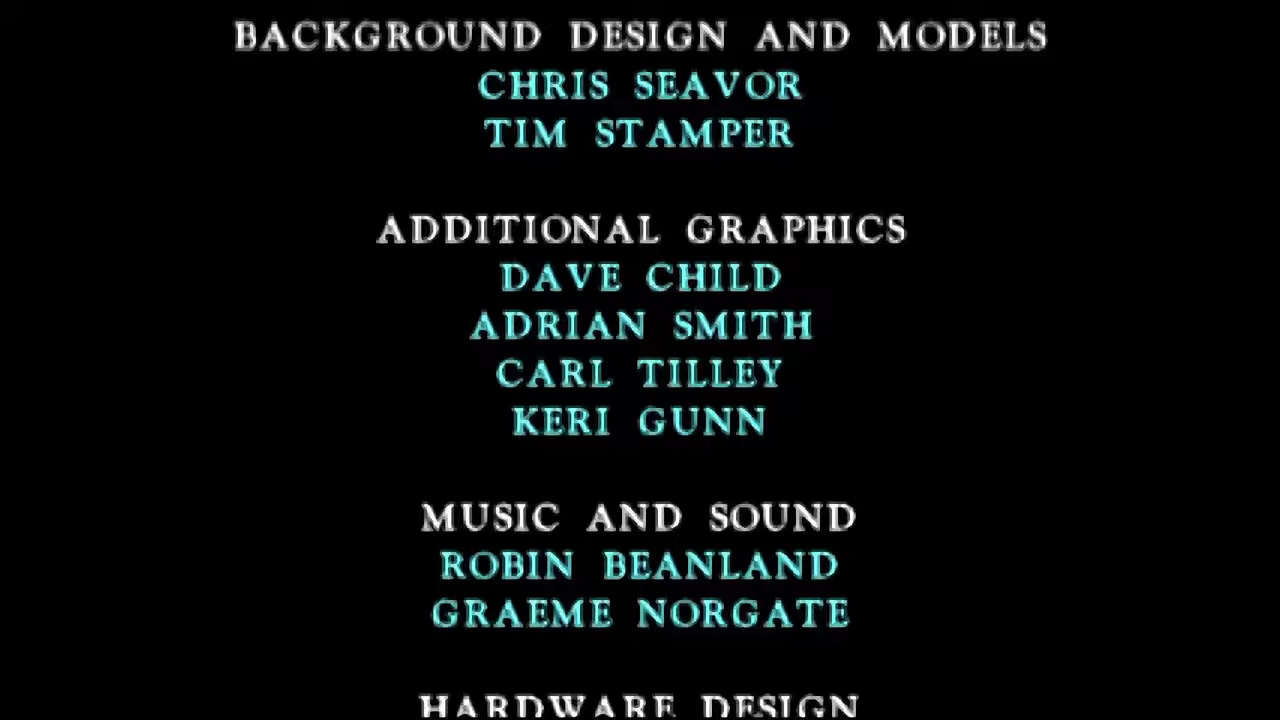 BACKGROUND DESIGN AND MODELS
CHRIS SEAVOR
TIM STAMPER
ADDITIONAL GRAPHICS
DAVE CHILD
ADRIAN SMITH
CARL TILLEY
KERI GUNN
MUSIC AND SOUND
ROBIN BEANLAND
GRAEME NORGATE
HARDWARE DESIGN